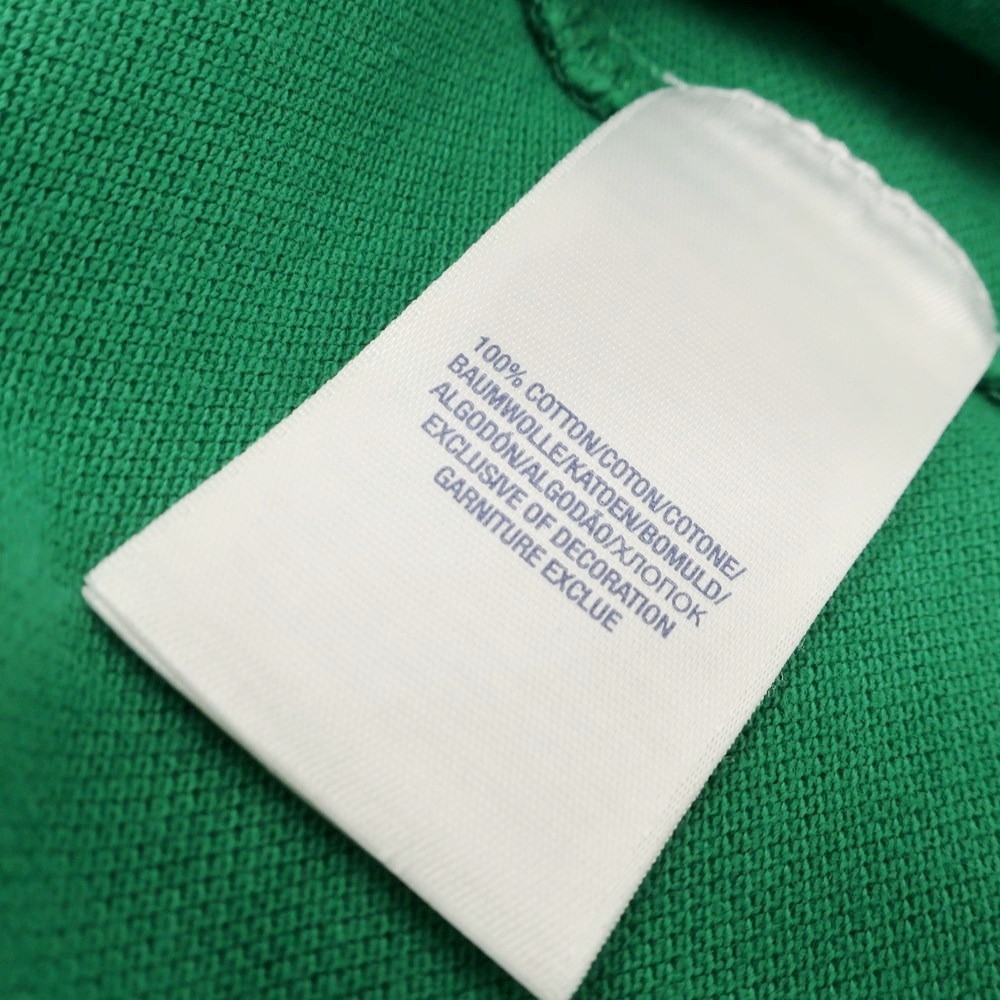 100% COTTON/COTON/COTONE/
BAUMWOLLE/KATOEN/BOMULD/
ALGODÓN/ALGODÃO/ХЛОПОК
EXCLUSIVE OF DECORATION
GARNITURE EXCLUE